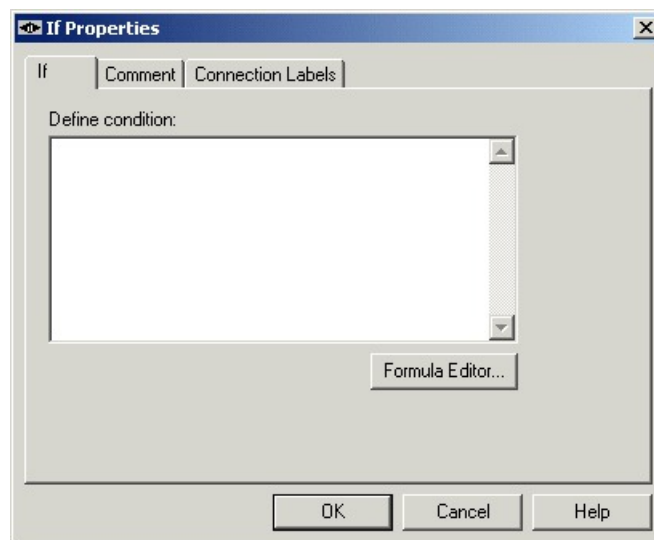 If Properties
If Comment Connection Labels
Define condition:
Formula Editor...
OK Cancel Help